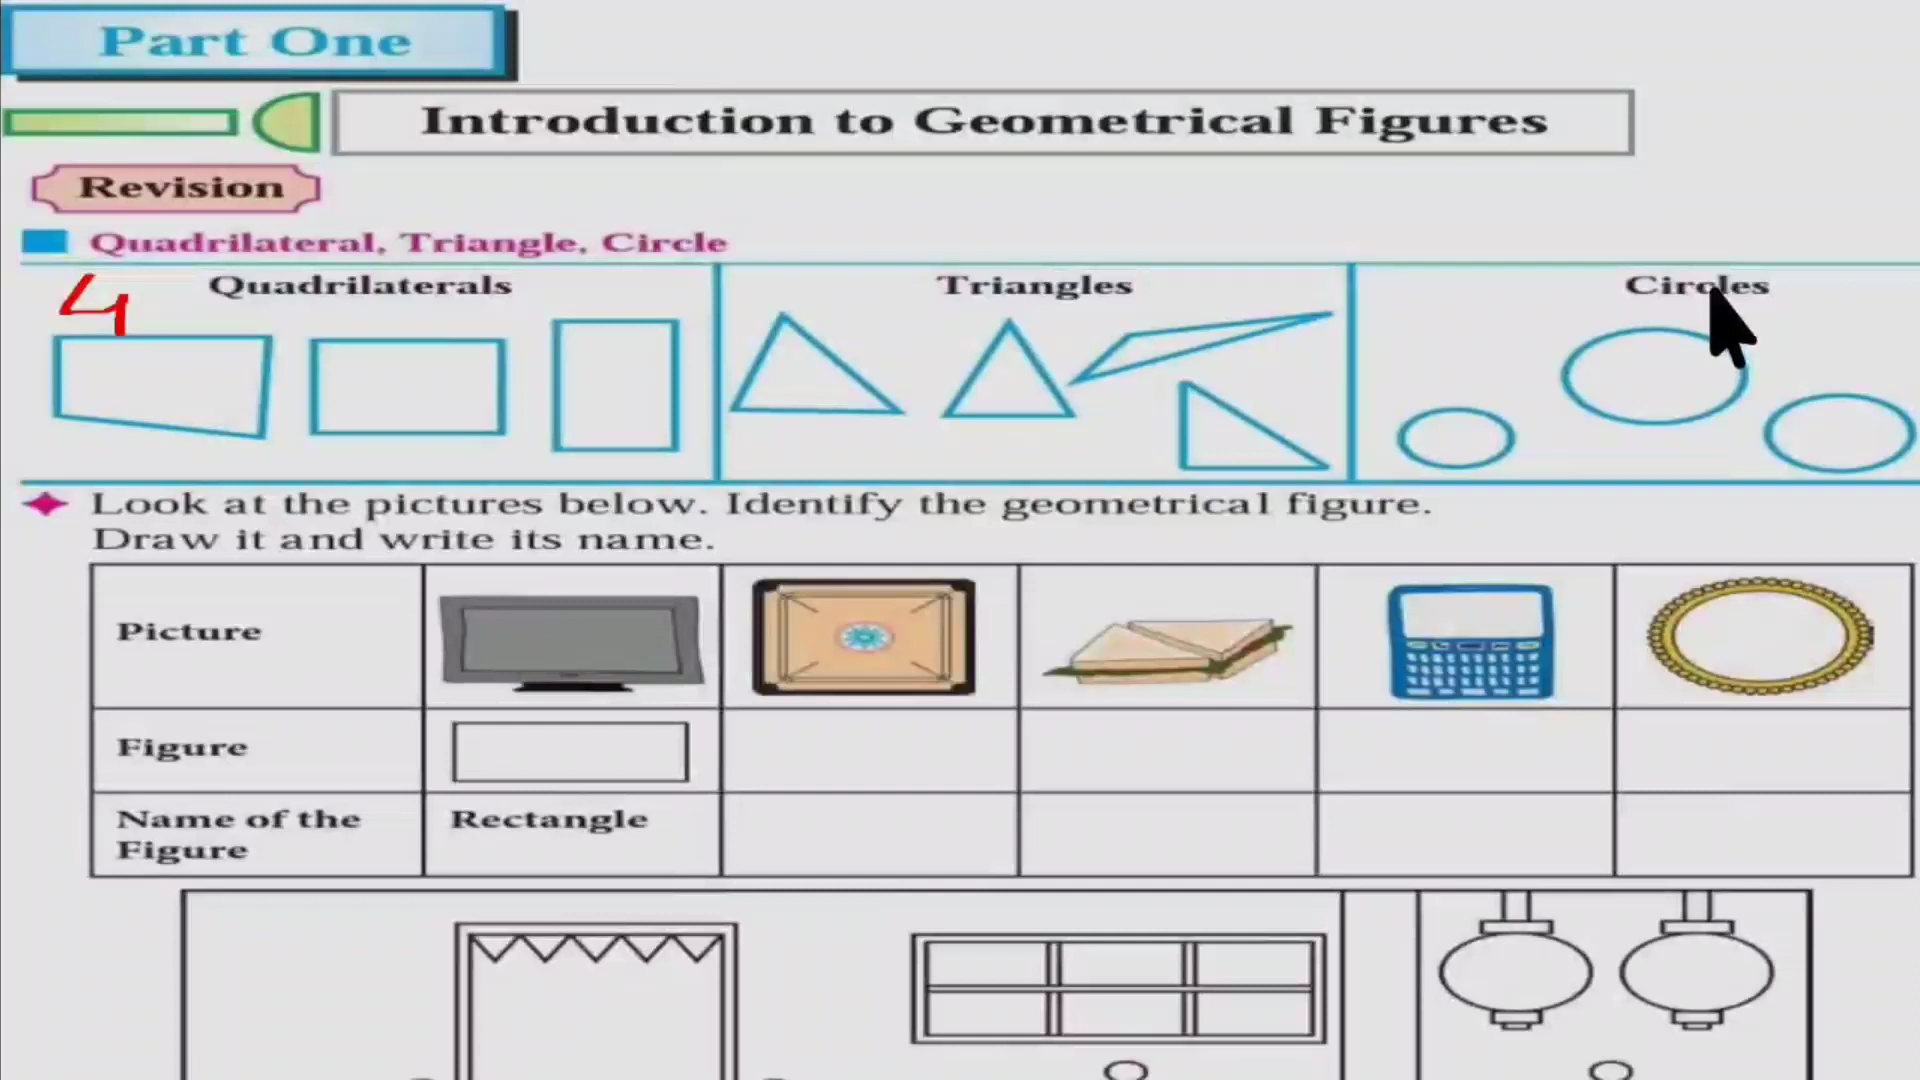 Part One
Introduction to Geometrical Figures
Revision
Quadrilateral, Triangle, Circle
4
Quadrilaterals
Triangles
Circles
Look at the pictures below. Identify the geometrical figure.
Draw it and write its name.
Picture
Figure
Name of the
Figure
Rectangle